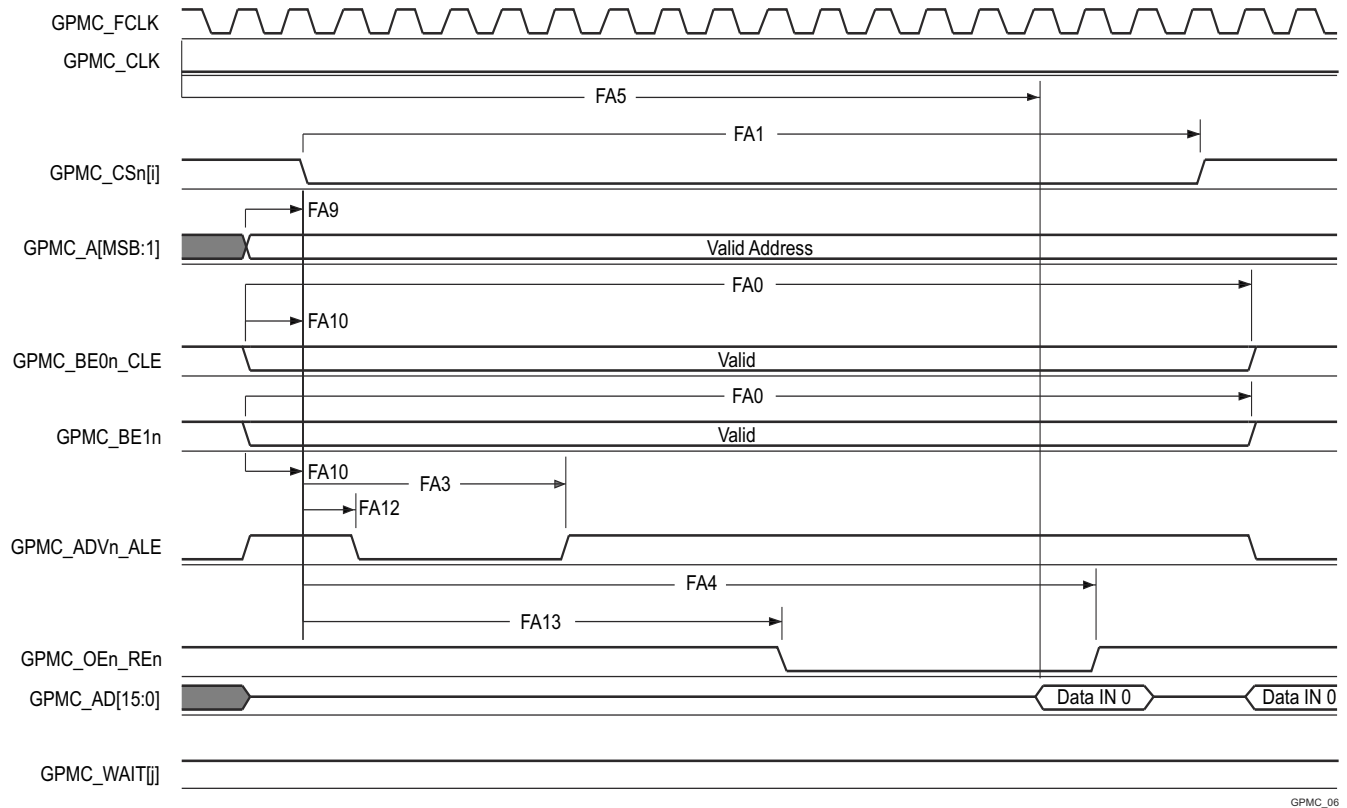 GPMC_FCLK
GPMC_CLK
FA5
FA1
GPMC_CSn[i]
FA9
GPMC_A[MSB:1]
Valid Address
FA0
FA10
GPMC_BE0n_CLE
Valid
FA0
GPMC_BE1n
Valid
FA10
FA3
FA12
GPMC_ADVn_ALE
FA4
FA13
GPMC_OEn_REn
GPMC_AD[15:0]
Data IN 0
Data IN 0
GPMC_WAIT[j]
GPMC_06